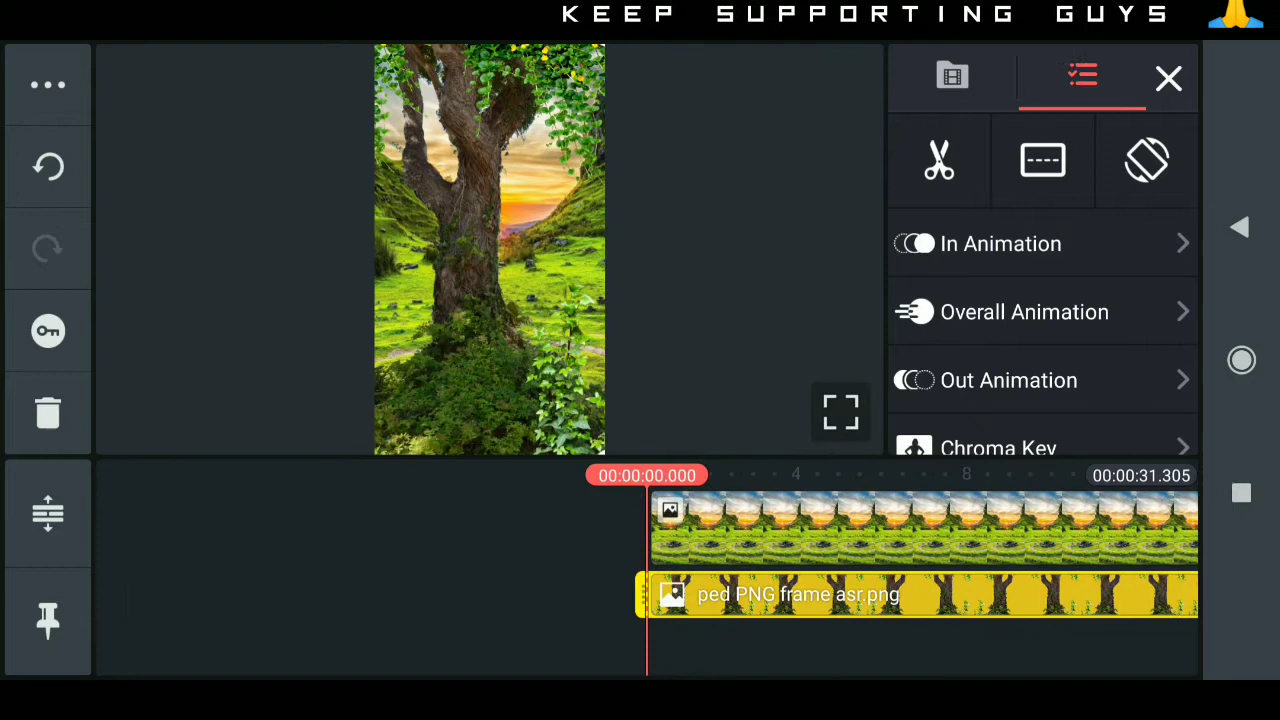 KEEP SUPPORTING GUYS
In Animation
Overall Animation
Out Animation
Chroma Key
00:00:00.000
4
8
00:00:31.305
ped PNG frame asr.png